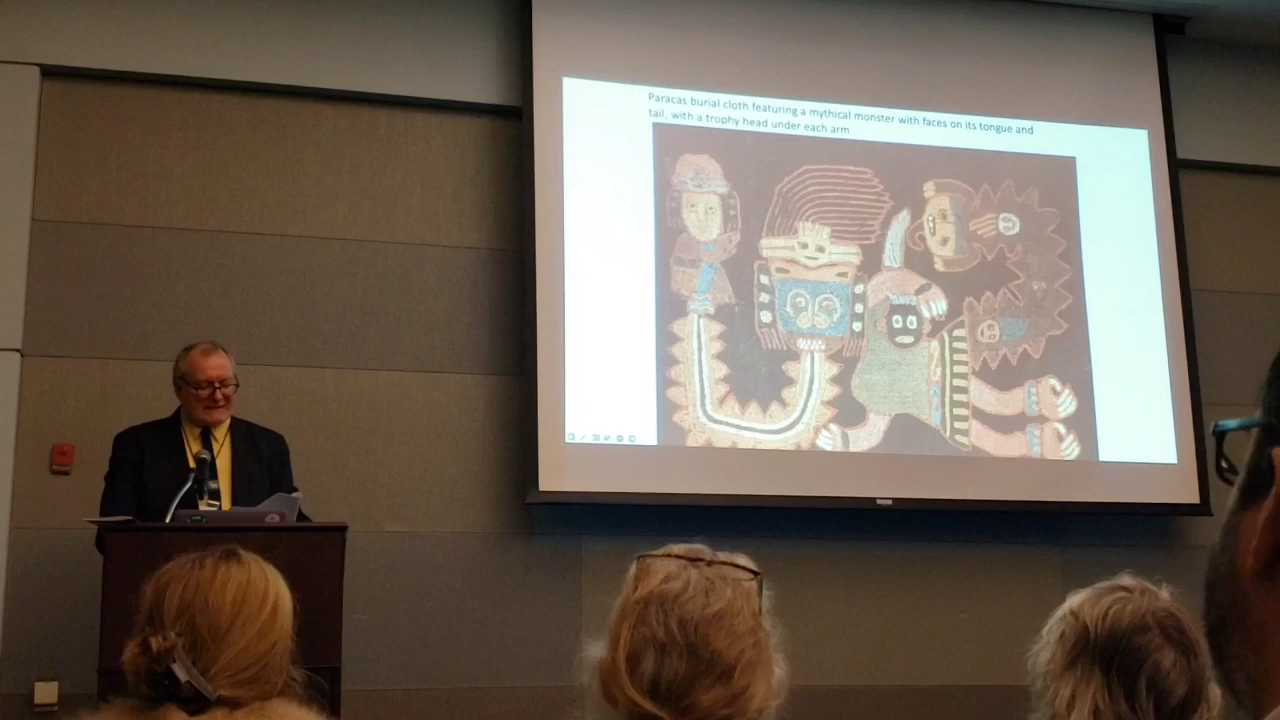 Paracas burial cloth featuring a mythical monster with faces on its tongue and
tail, with a trophy head under each arm